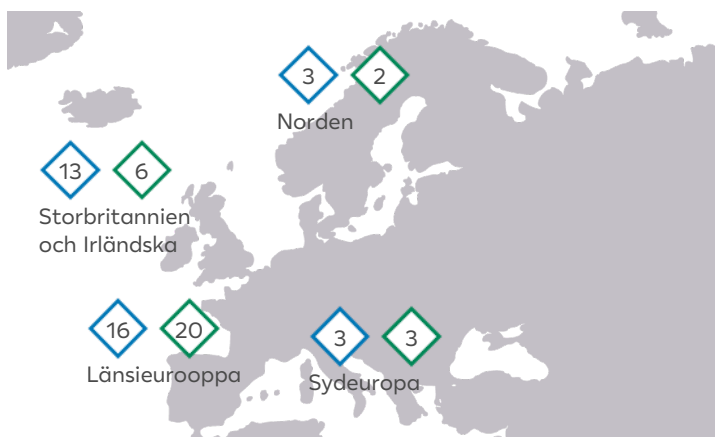 3 2
Norden
13 6
Storbritannien
och Irländska
16 20
Länsieurooppa
3 3
Sydeuropa